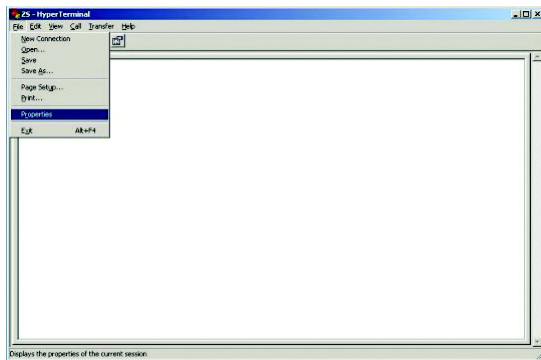 ZS - HyperTerminal
File Edit View Call Transfer Help
New Connection
Open...
Save
Save As...
Page Setup...
Print...
Properties
Exit Alt+F4
Displays the properties of the current session